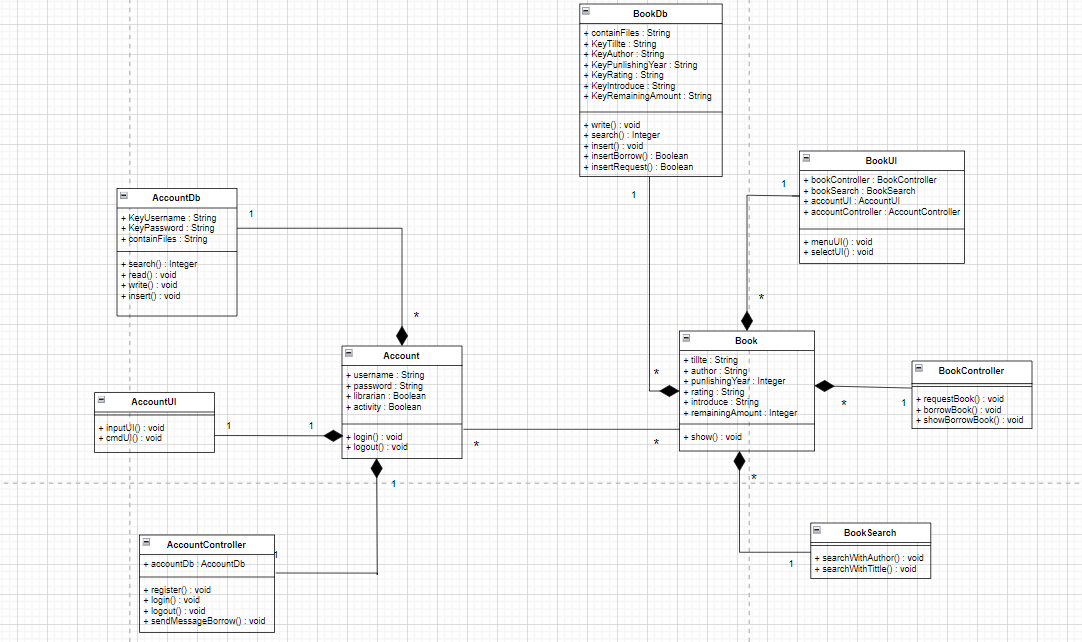 BookDb
+ containFiles : String
+ KeyTillte : String
+ KeyAuthor : String
+ KeyPunlishingYear : String
+ KeyRating : String
+ KeyIntroduce : String
+ KeyRemainingAmount : String
+ write() : void
+ search() : Integer
+ insert() : void
+ insertBorrow() : Boolean
+ insertRequest() : Boolean
1
BookUI
+ bookController : BookController
+ bookSearch : BookSearch
+ accountUI : AccountUI
+ accountController : AccountController
+ menuUI() : void
+ selectUI() : void
1
*
AccountDb
+ KeyUsername : String
+ KeyPassword : String
+ containFiles : String
+ search() : Integer
+ read() : void
+ write() : void
+ insert() : void
1
*
Account
+ username : String
+ password : String
+ librarian : Boolean
+ activity : Boolean
+ login() : void
+ logout() : void
*
*
1
Book
+ tillte : String
+ author : String
+ punlishingYear : Integer
+ rating : String
+ introduce : String
+ remainingAmount : Integer
+ show() : void
*
*
*
BookController
+ requestBook() : void
+ borrowBook() : void
+ showBorrowBook() : void
1
AccountUI
+ inputUI() : void
+ cmdUI() : void
1
1
AccountController
+ accountDb : AccountDb
+ register() : void
+ login() : void
+ logout() : void
+ sendMessageBorrow() : void
1
BookSearch
+ searchWithAuthor() : void
+ searchWithTittle() : void
1